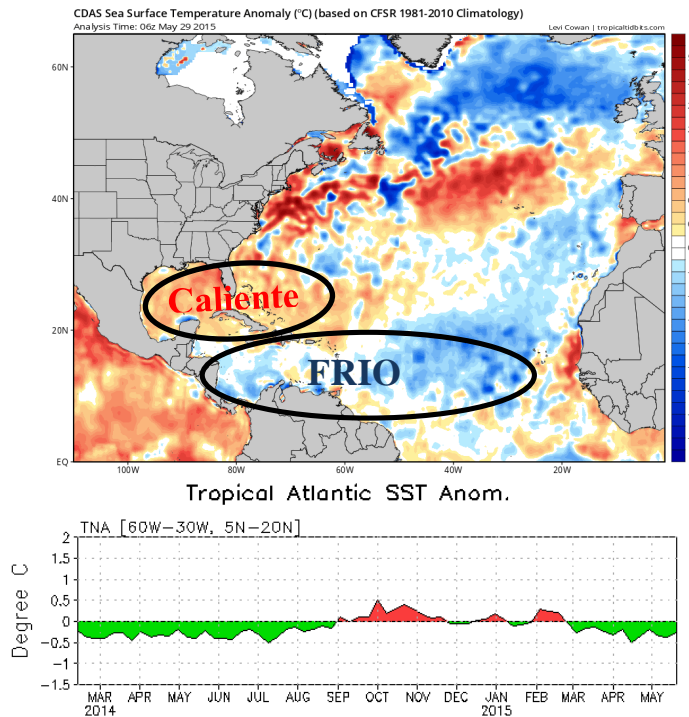 CDAS Sea Surface Temperature Anomaly (°C) (based on CFSR 1981-2010 Climatology)
Analysis Time: 06z May 29 2015
Levi Cowan | tropicaltidbits.com
60N
40N
20N
EQ
100W
80W
60W
40W
20W
Caliente
FRIO
Tropical Atlantic SST Anom.
TNA [60W-30W, 5N-20N]
Degree C
2
1.5
1
0.5
0
-0.5
-1
-1.5
MAR APR MAY JUN JUL AUG SEP OCT NOV DEC JAN FEB MAR APR MAY
2014 2015